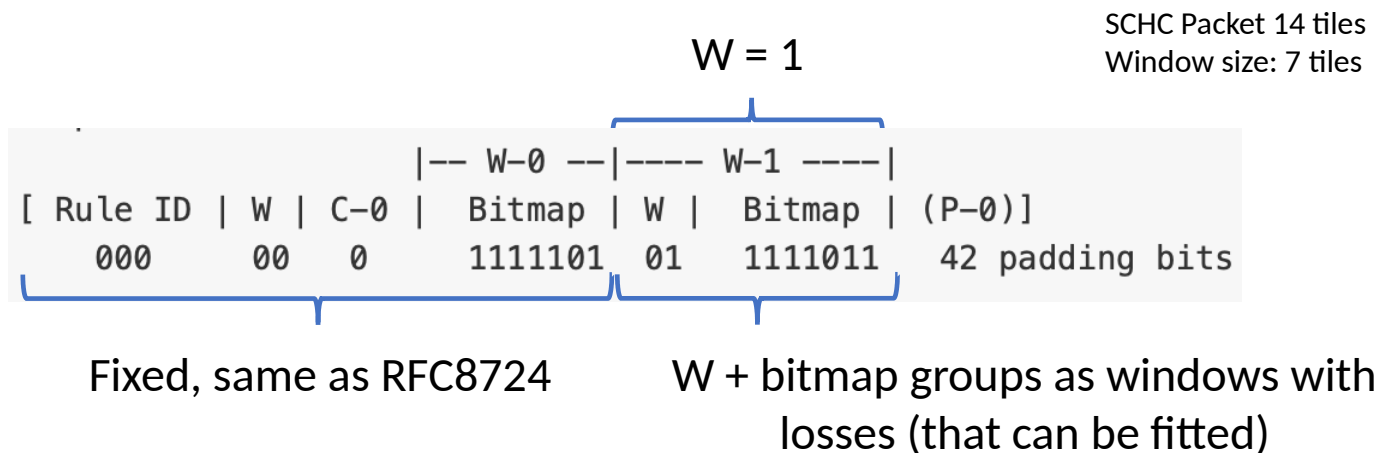 SCHC Packet 14 tiles
Window size: 7 tiles
W = 1
|-- W-0 --|---- W-1 ----|
[ Rule ID | W | C-0 | Bitmap | W | Bitmap | (P-0)]
000 00 0 1111101 01 1111011 42 padding bits
Fixed, same as RFC8724
W + bitmap groups as windows with
losses (that can be fitted)